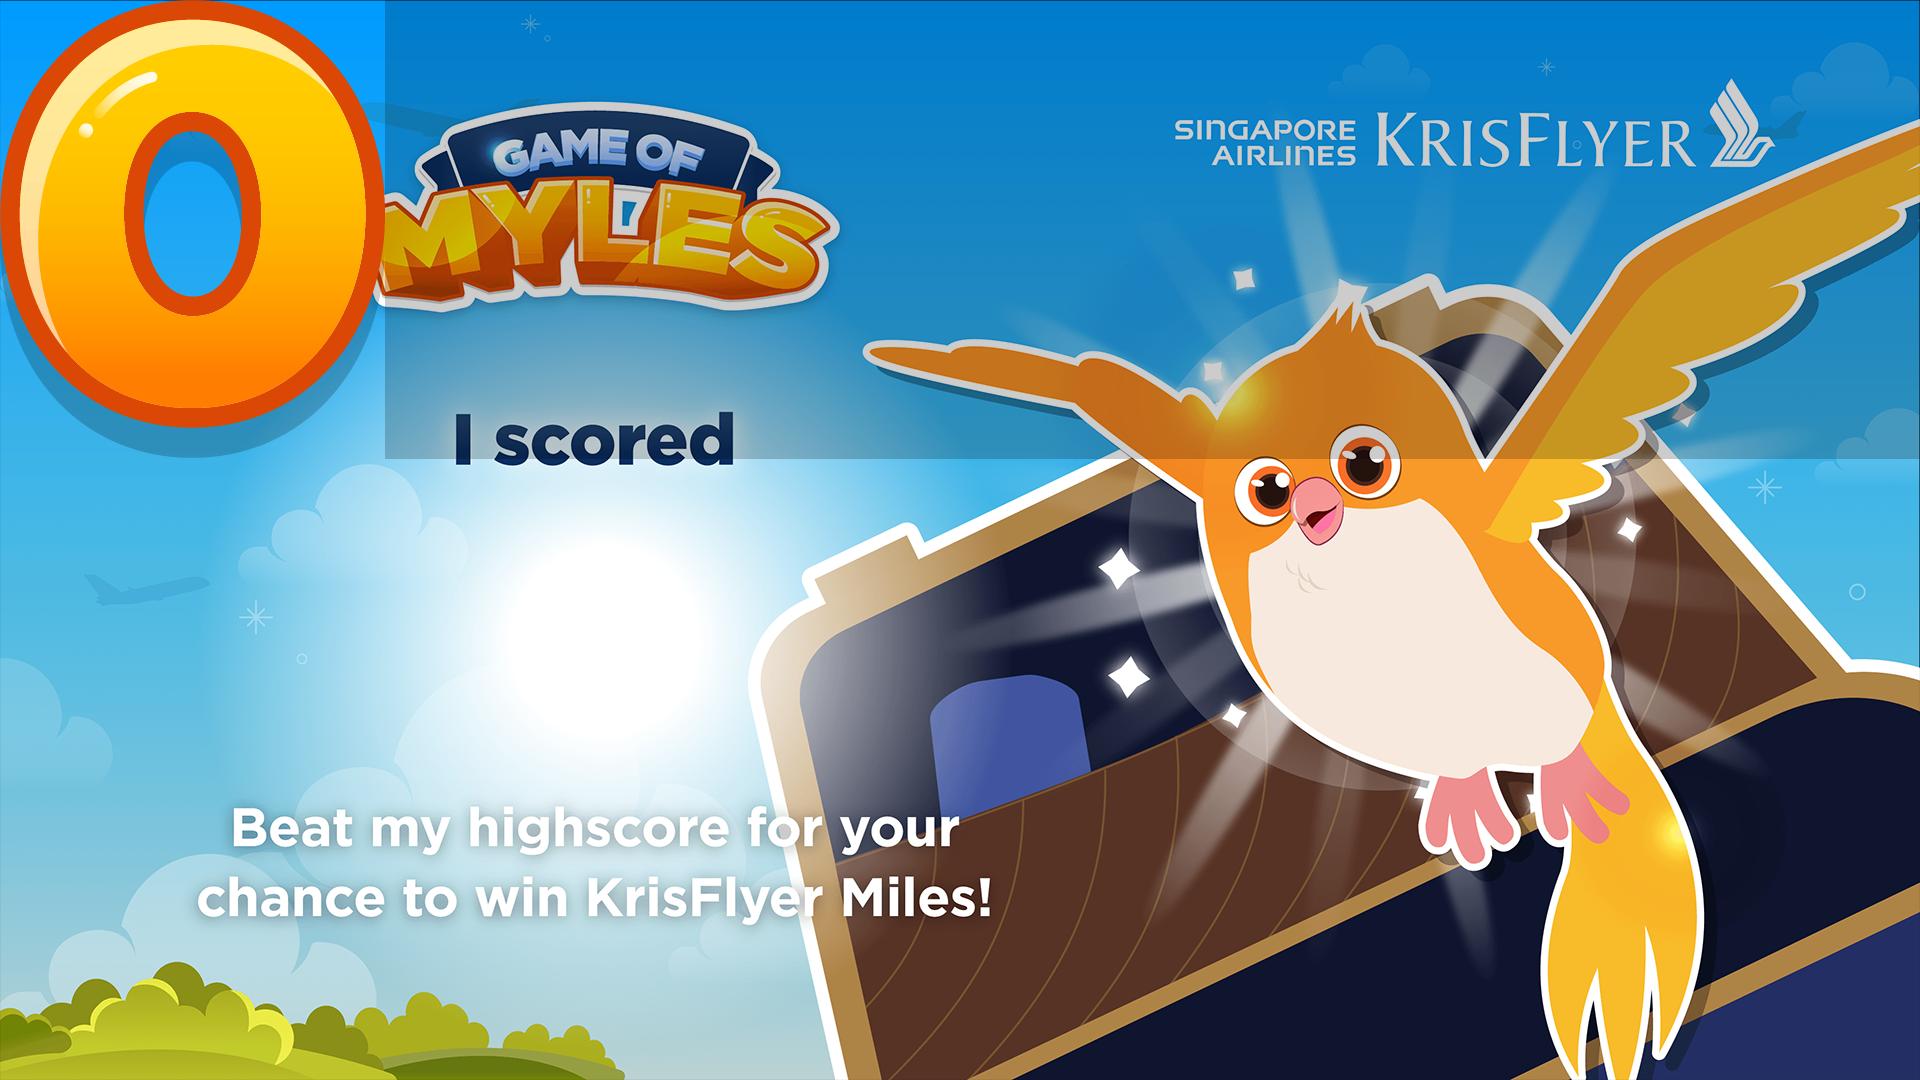 0
GAME OF
MYLES
SINGAPORE
AIRLINES
KRISFLYER
I scored
Beat my highscore for your
chance to win KrisFlyer Miles!